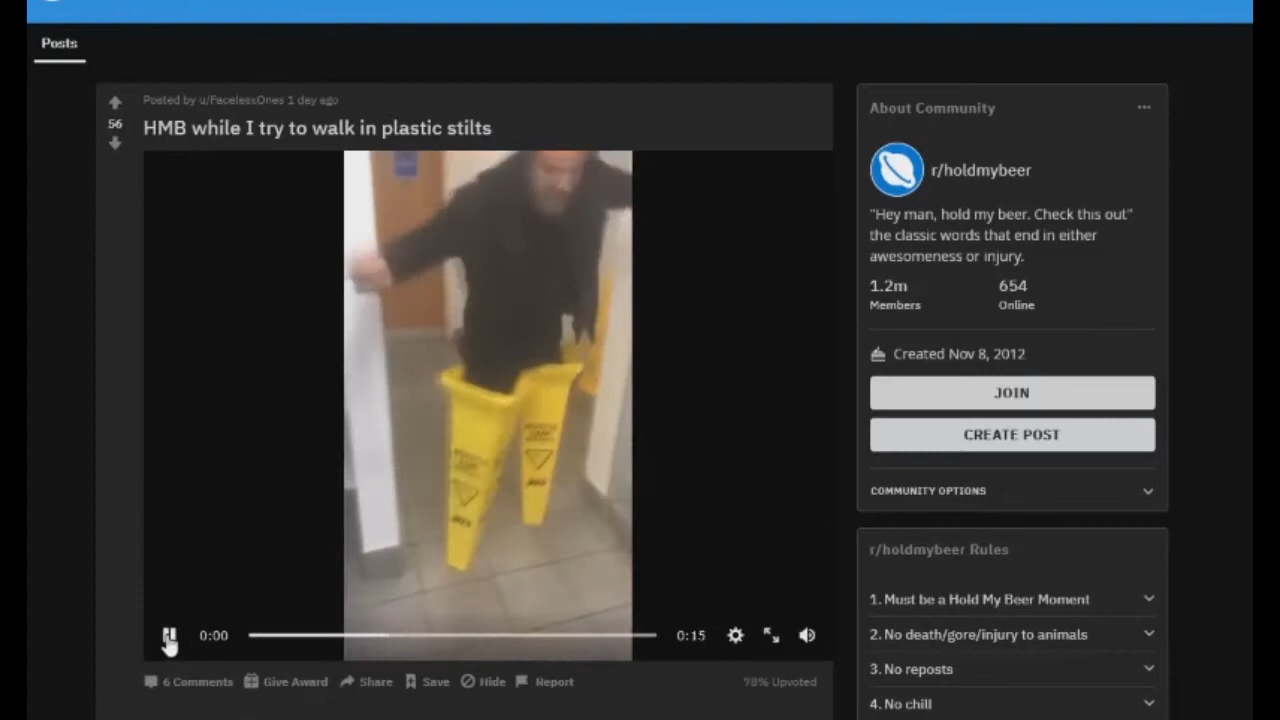 Posts
Posted by u/FacelessOnes 1 day ago
56
HMB while I try to walk in plastic stilts
0:00
0:15
6 Comments
Give Award
Share
Save
Hide
Report
78% Upvoted
About Community
r/holdmybeer
"Hey man, hold my beer. Check this out"
the classic words that end in either
awesomeness or injury.
1.2m
654
Members
Online
Created Nov 8, 2012
JOIN
CREATE POST
COMMUNITY OPTIONS
r/holdmybeer Rules
1. Must be a Hold My Beer Moment
2. No death/gore/injury to animals
3. No reposts
4. No chill